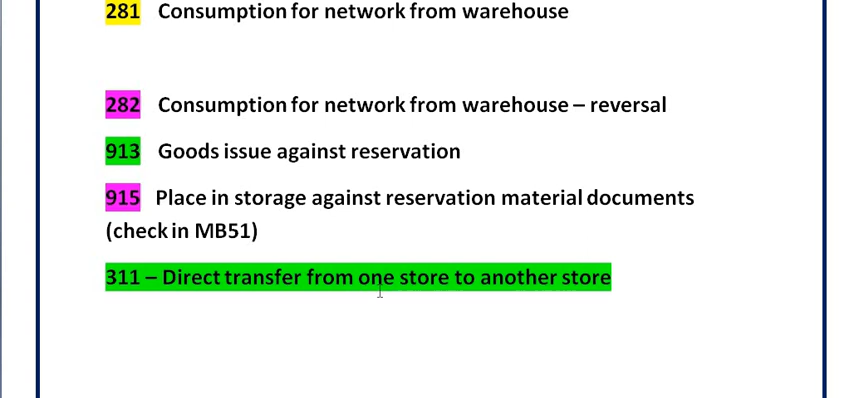 281 Consumption for network from warehouse
282 Consumption for network from warehouse – reversal
913 Goods issue against reservation
915 Place in storage against reservation material documents
(check in MB51)
311 – Direct transfer from one store to another store